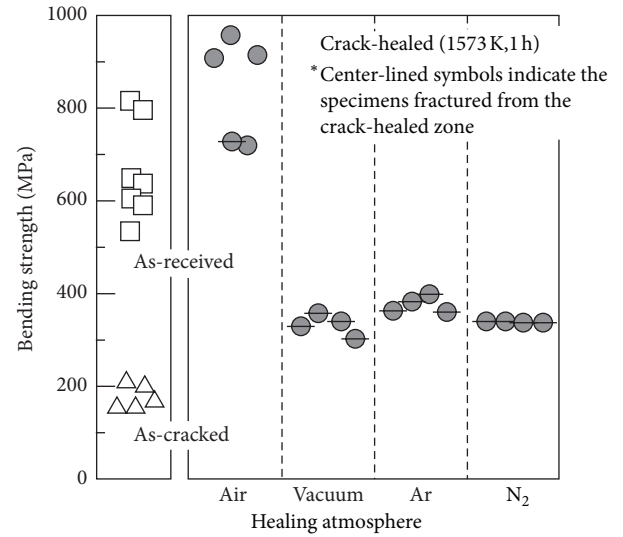 1000
800
600
400
200
0
Bending strength (MPa)
As-received
As-cracked
Crack-healed (1573 K, 1 h)
*Center-lined symbols indicate the
specimens fractured from the
crack-healed zone
Air Vacuum Ar N₂
Healing atmosphere